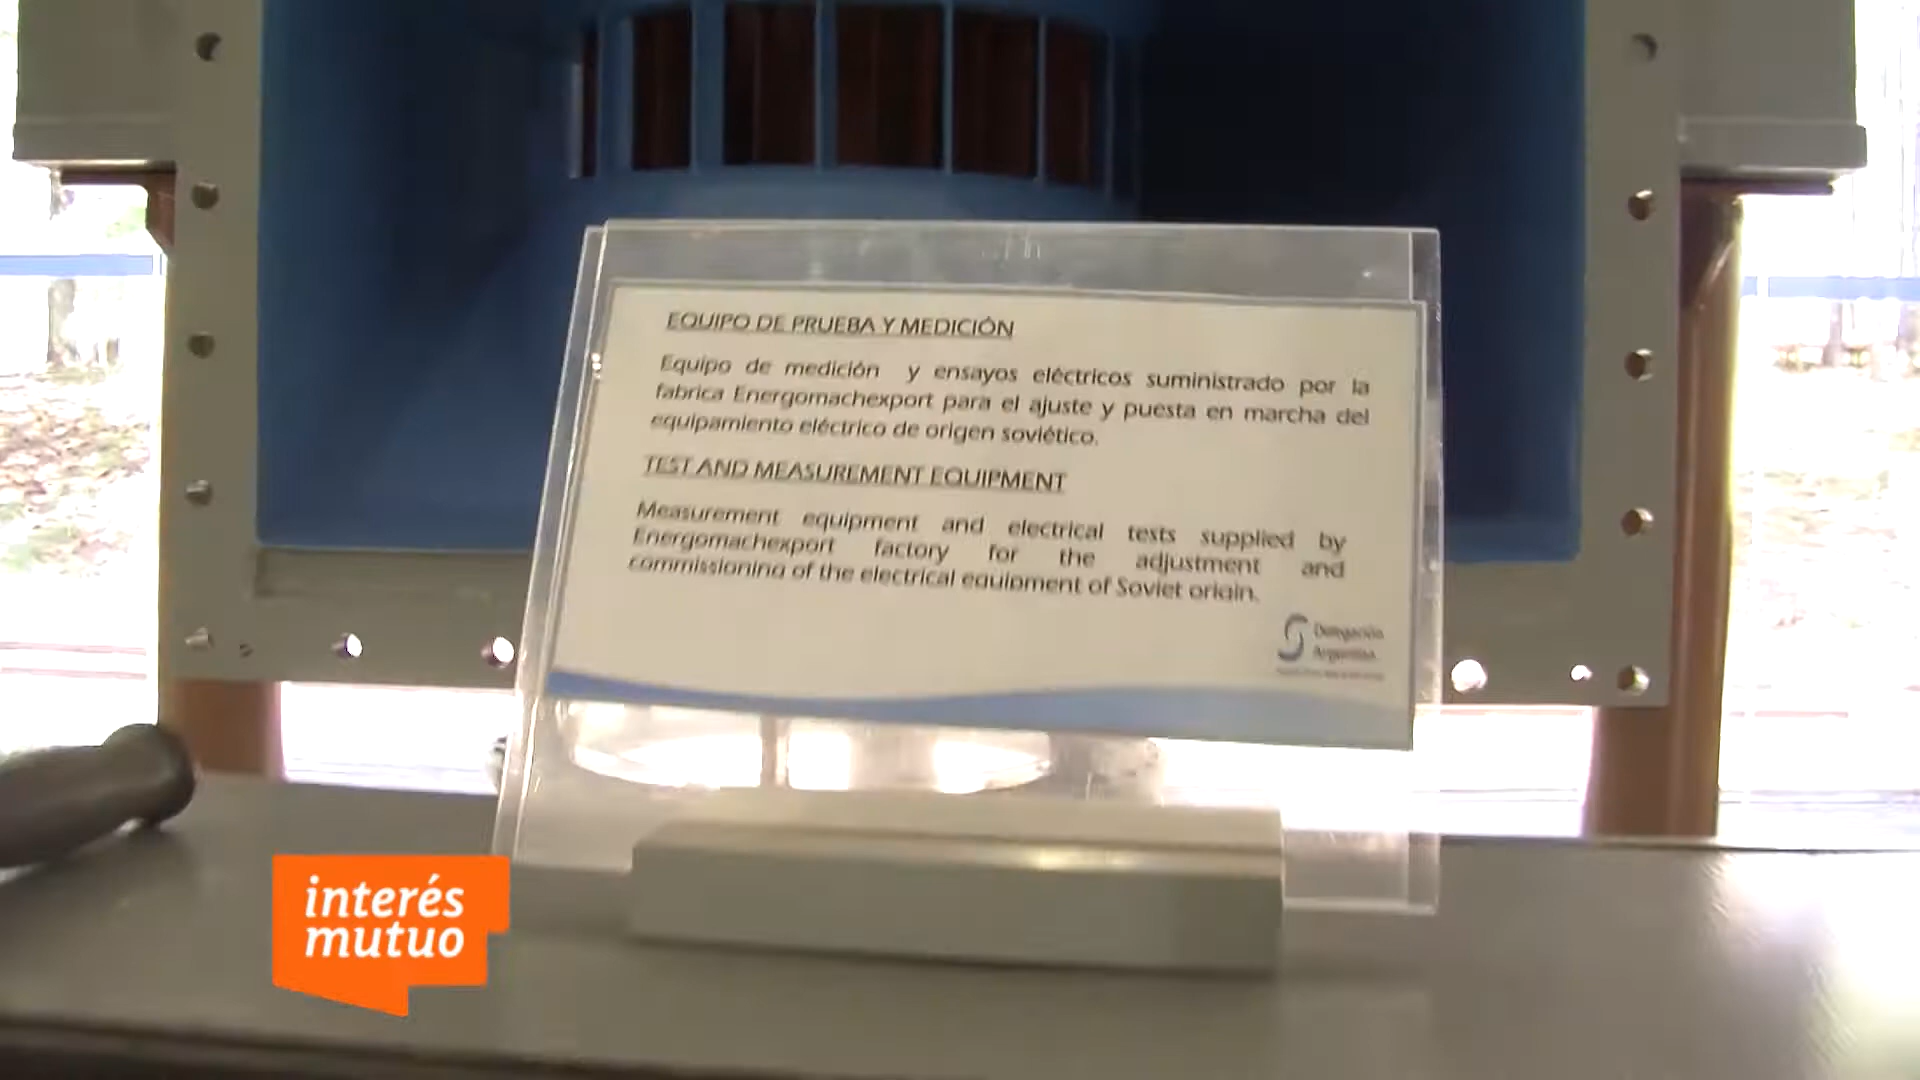 EQUIPO DE PRUEBA Y MEDICIÓN
Equipo de medición y ensayos eléctricos suministrado por la
fabrica Energomachexport para el ajuste y puesta en marcha del
equipamiento eléctrico de origen soviético.
TEST AND MEASUREMENT EQUIPMENT
Measurement equipment and electrical tests supplied by
Energomachexport factory for the adjustment and
commissioning of the electrical equipment of Soviet origin.
Delegación
Argentina
interés
mutuo